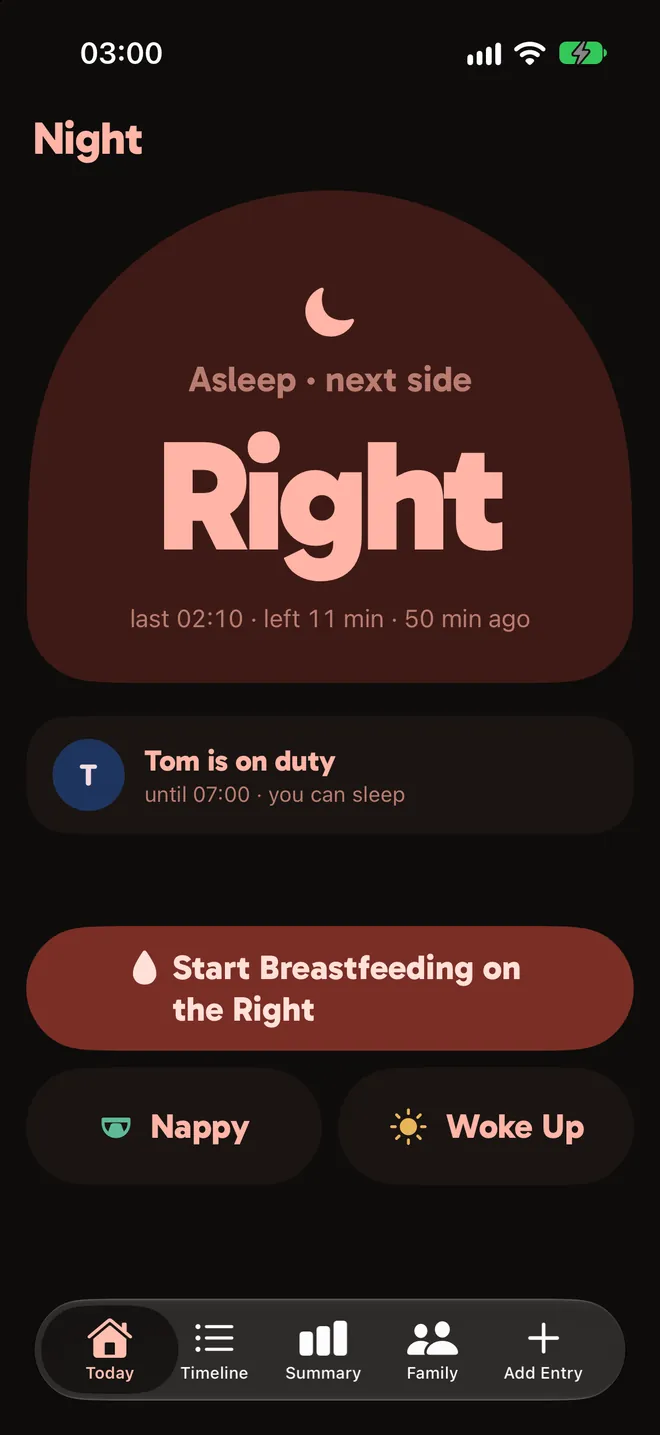 03:00
Night
Asleep · next side
Right
last 02:10 · left 11 min · 50 min ago
T
Tom is on duty
until 07:00 · you can sleep
Start Breastfeeding on
the Right
Nappy
Woke Up
Today
Timeline
Summary
Family
Add Entry